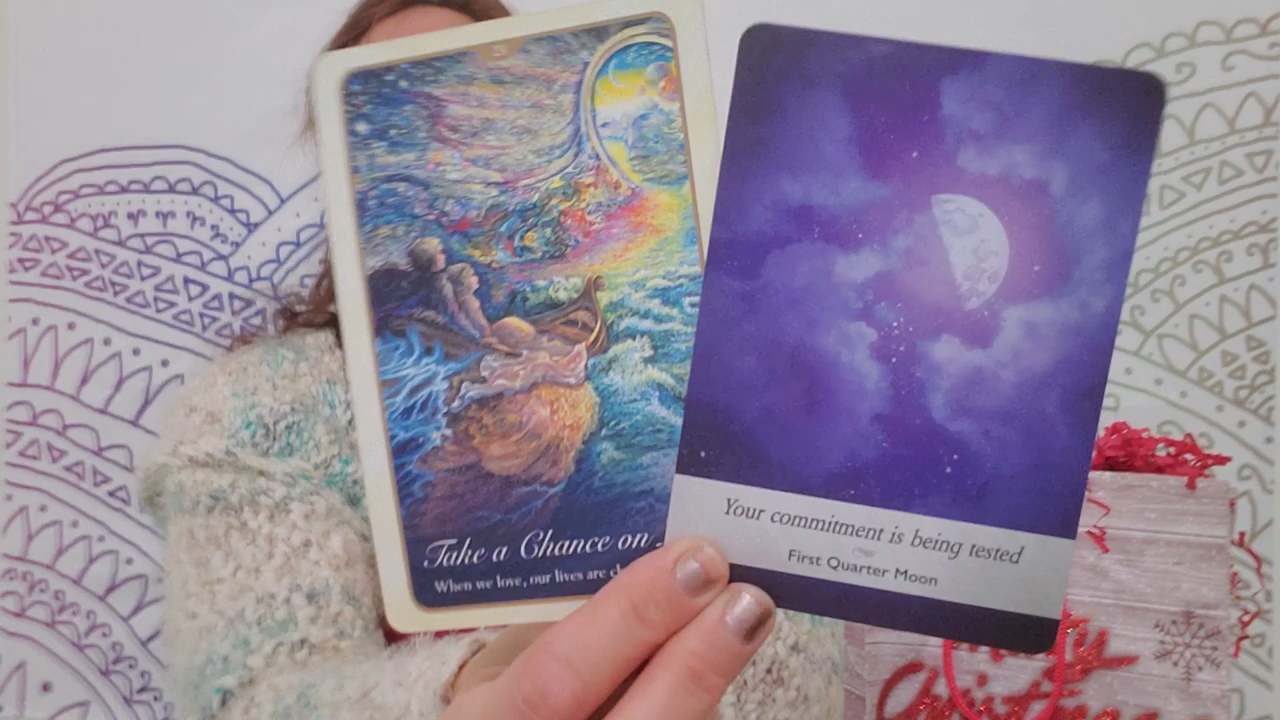 Take a Chance on
When we love, our lives are
Your commitment is being tested
First Quarter Moon
Christmas